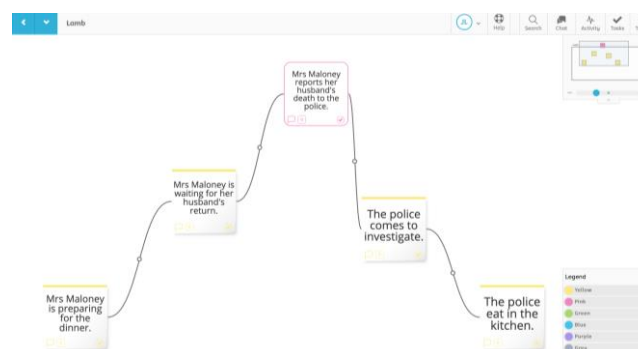 Lamb
JL
Help
Search
Chat
Activity
Tasks
Mrs Maloney
reports her
husband's
death to the
police.
Mrs Maloney is
waiting for her
husband's
return.
The police
comes to
investigate.
Mrs Maloney
is preparing
for the
dinner.
The police
eat in the
kitchen.
Legend
Yellow
Pink
Green
Blue
Purple